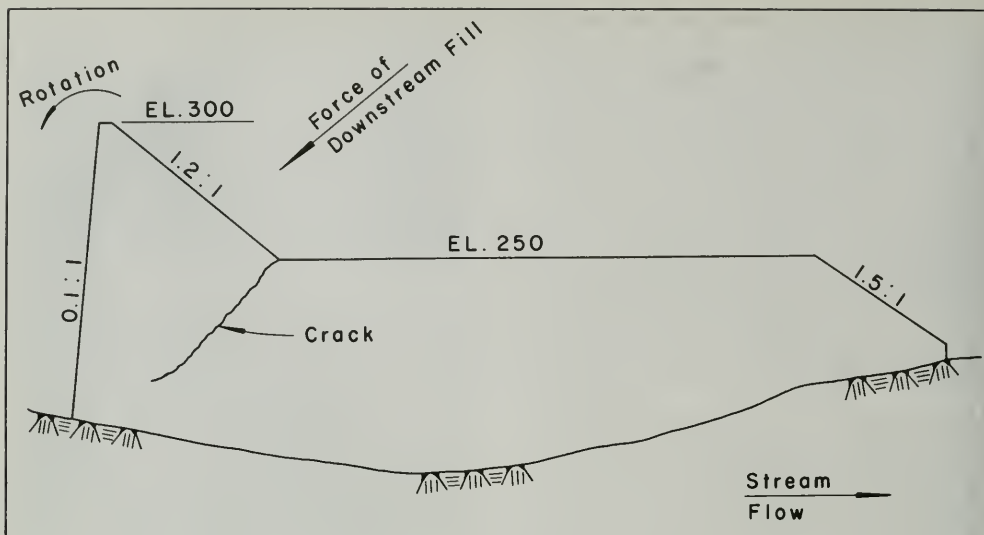 Rotation
EL. 300
Force of
Downstream Fill
1.2:1
0.1:1
EL. 250
1.5:1
Crack
Stream
Flow